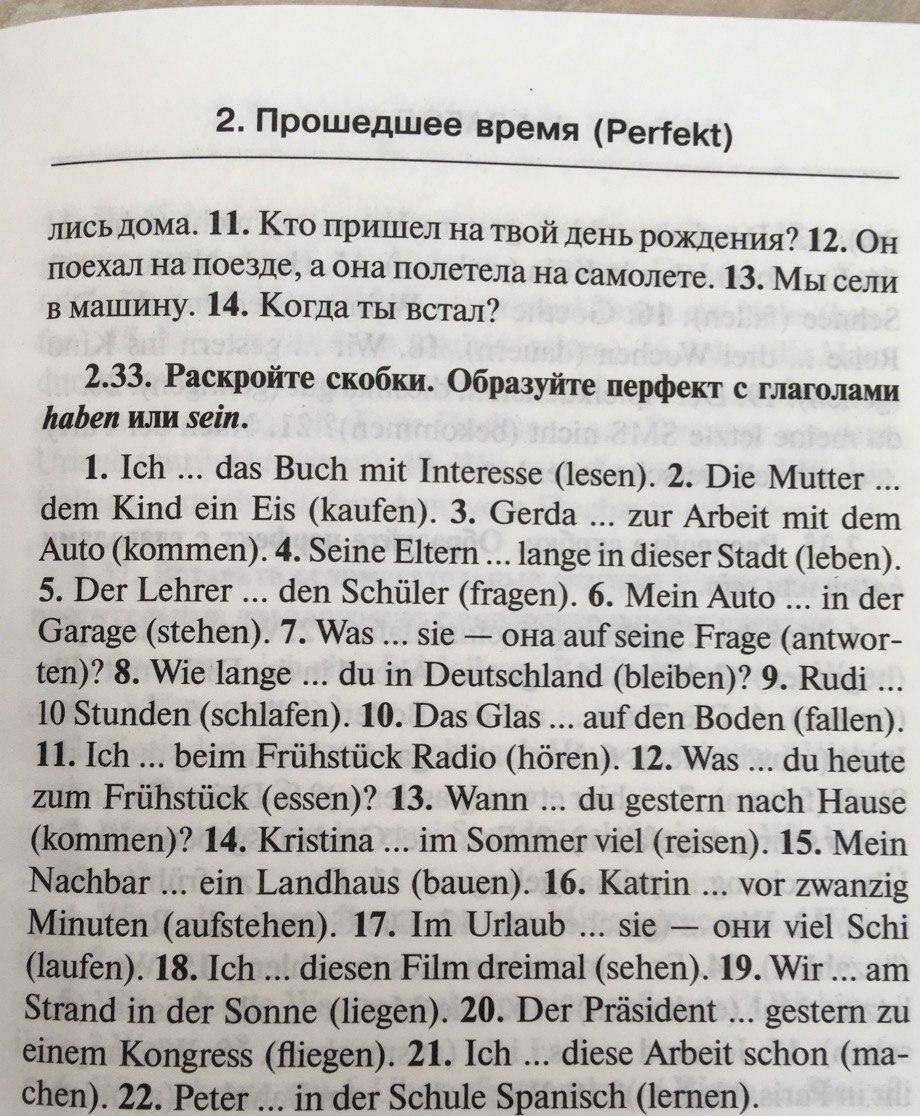 2. Прошедшее время (Perfekt)
лись дома. 11. Кто пришел на твой день рождения? 12. Он
поехал на поезде, а она полетела на самолете. 13. Мы сели
в машину. 14. Когда ты встал?
2.33. Раскройте скобки. Образуйте перфект с глаголами
haben или sein.
1. Ich ... das Buch mit Interesse (lesen). 2. Die Mutter ...
dem Kind ein Eis (kaufen). 3. Gerda ... zur Arbeit mit dem
Auto (kommen). 4. Seine Eltern ... lange in dieser Stadt (leben).
5. Der Lehrer ... den Schüler (fragen). 6. Mein Auto ... in der
Garage (stehen). 7. Was ... sie — она auf seine Frage (antwor-
ten)? 8. Wie lange ... du in Deutschland (bleiben)? 9. Rudi ...
10 Stunden (schlafen). 10. Das Glas ... auf den Boden (fallen).
11. Ich ... beim Frühstück Radio (hören). 12. Was ... du heute
zum Frühstück (essen)? 13. Wann ... du gestern nach Hause
(kommen)? 14. Kristina ... im Sommer viel (reisen). 15. Mein
Nachbar ... ein Landhaus (bauen). 16. Katrin ... vor zwanzig
Minuten (aufstehen). 17. Im Urlaub ... sie — они viel Schi
(laufen). 18. Ich ... diesen Film dreimal (sehen). 19. Wir ... am
Strand in der Sonne (liegen). 20. Der Präsident ... gestern zu
einem Kongress (fliegen). 21. Ich ... diese Arbeit schon (ma-
chen). 22. Peter ... in der Schule Spanisch (lernen).